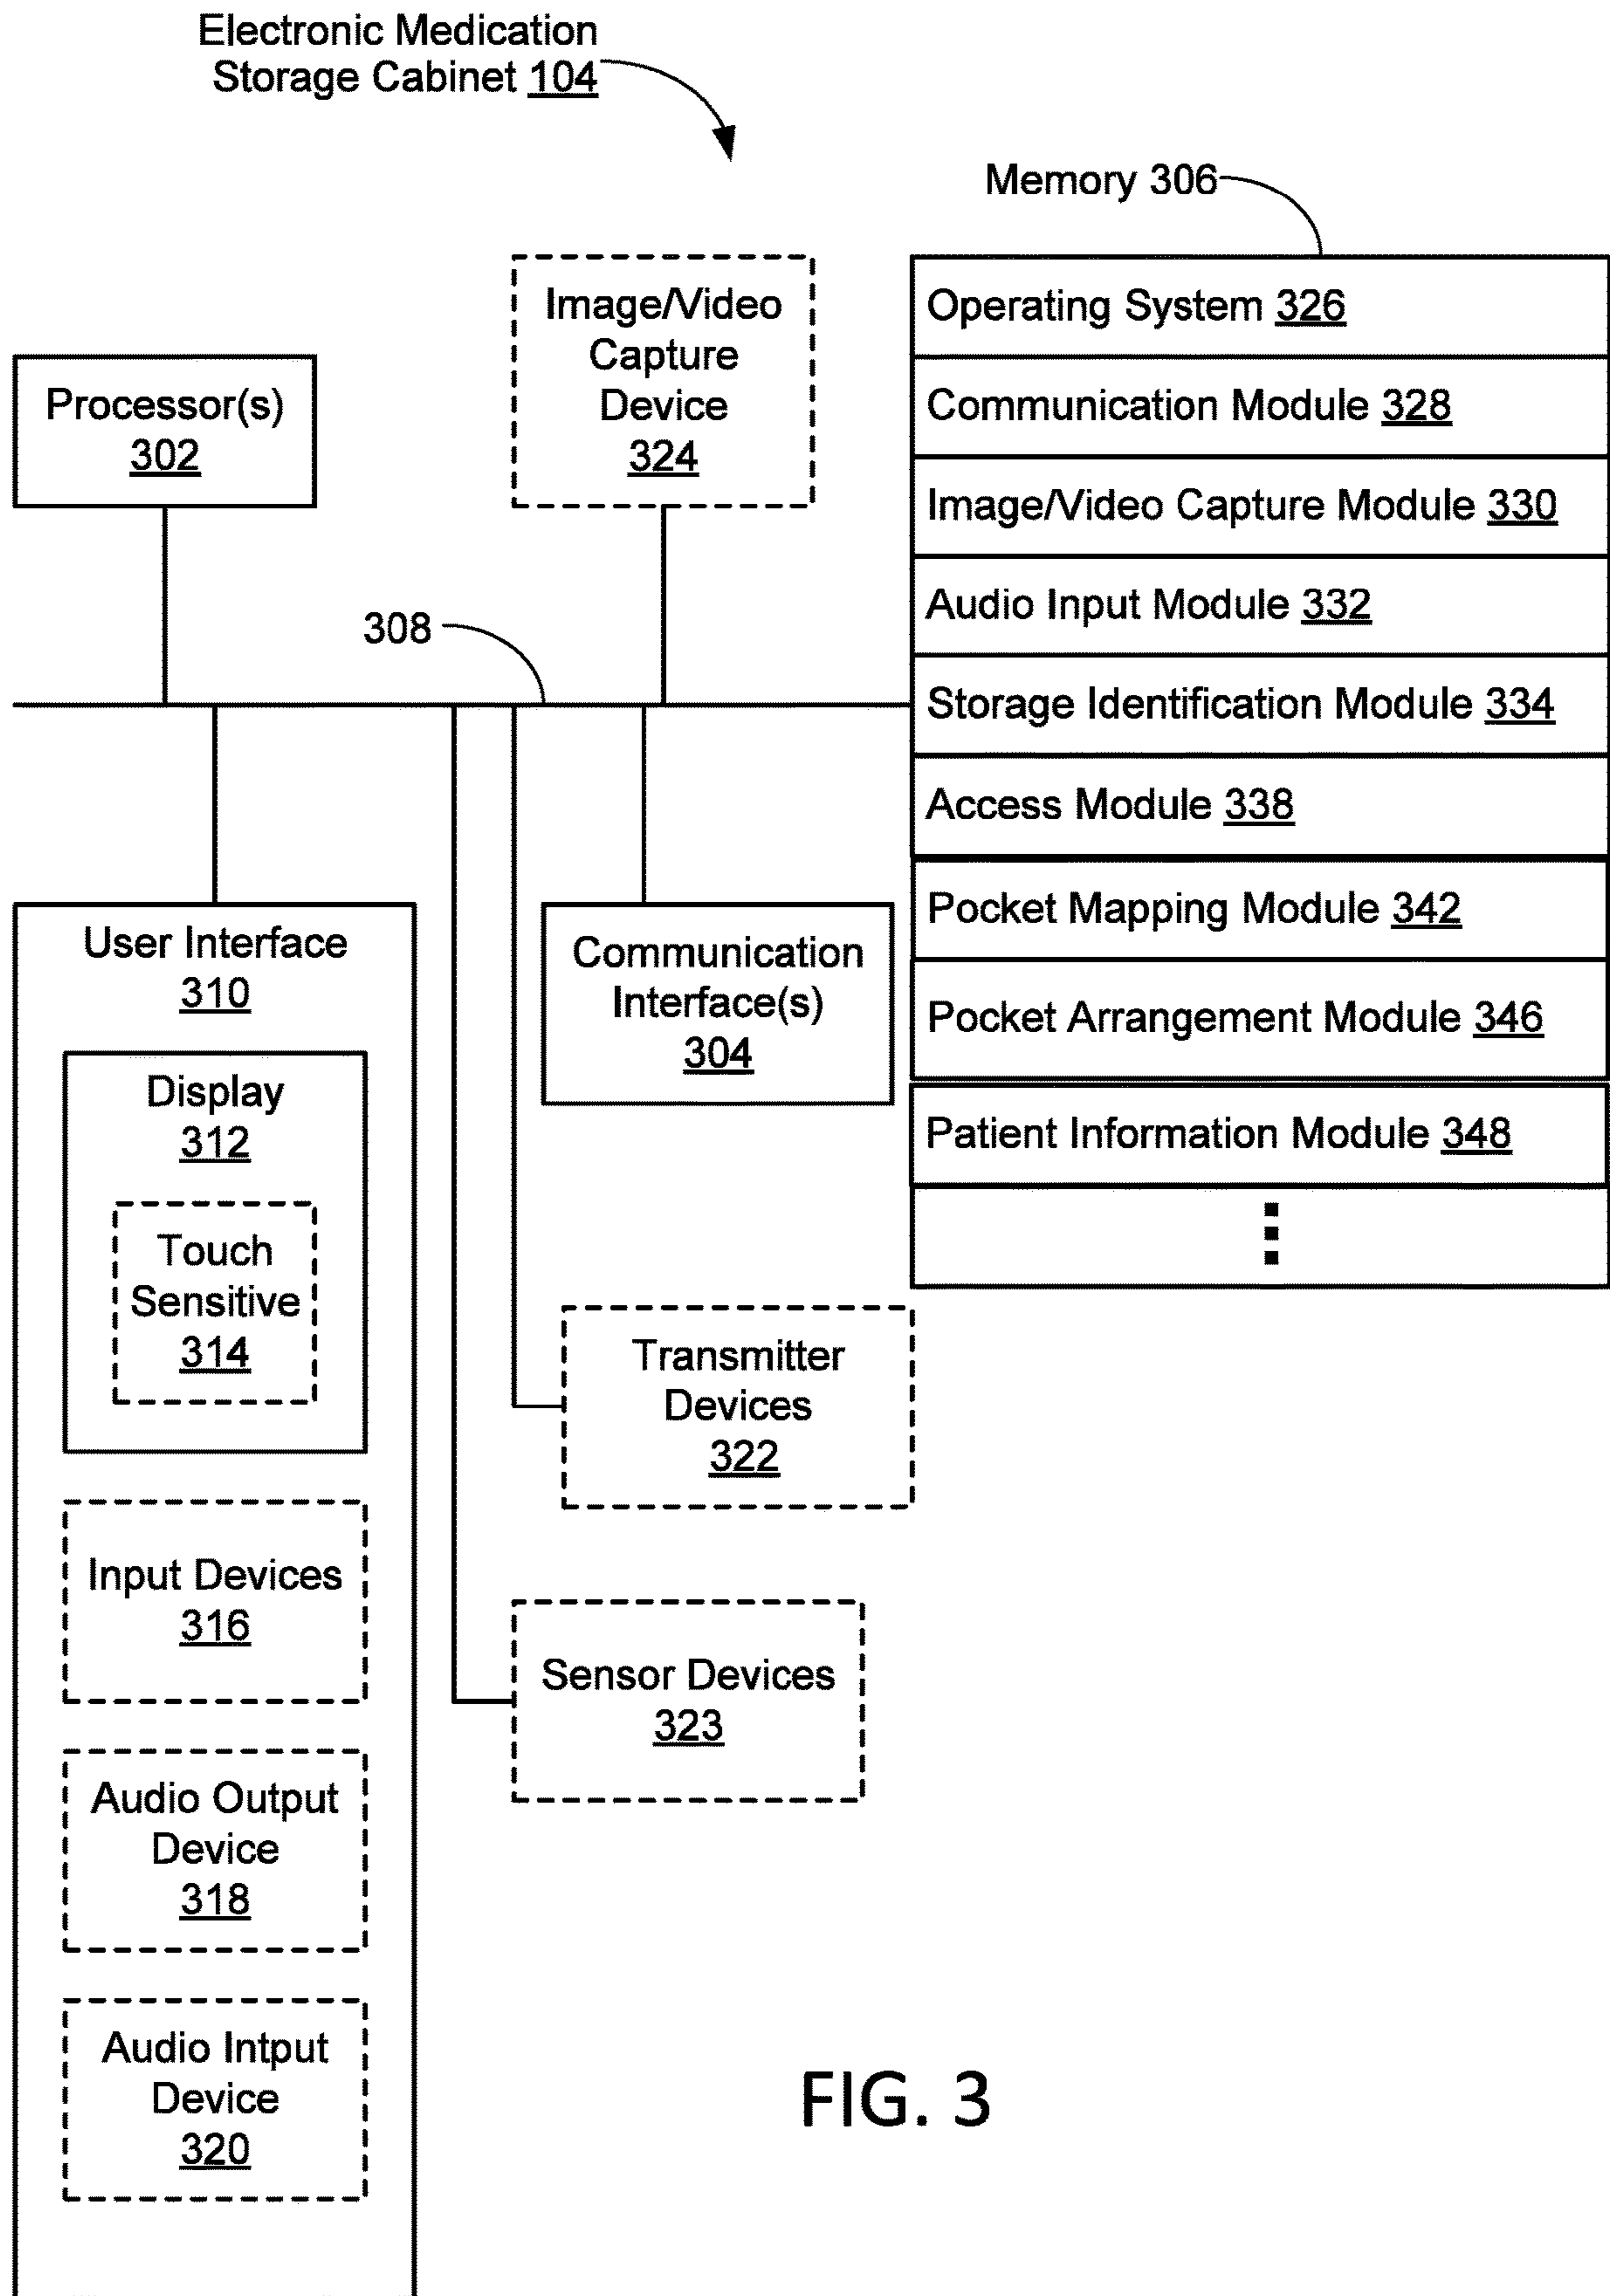 Electronic Medication
Storage Cabinet 104
Memory 306
Image/Video
Capture
Device
324
Processor(s)
302
308
Operating System 326
Communication Module 328
Image/Video Capture Module 330
Audio Input Module 332
Storage Identification Module 334
Access Module 338
Pocket Mapping Module 342
Pocket Arrangement Module 346
Patient Information Module 348
User Interface
310
Display
312
Touch
Sensitive
314
Input Devices
316
Audio Output
Device
318
Audio Intput
Device
320
Communication
Interface(s)
304
Transmitter
Devices
322
Sensor Devices
323
FIG. 3